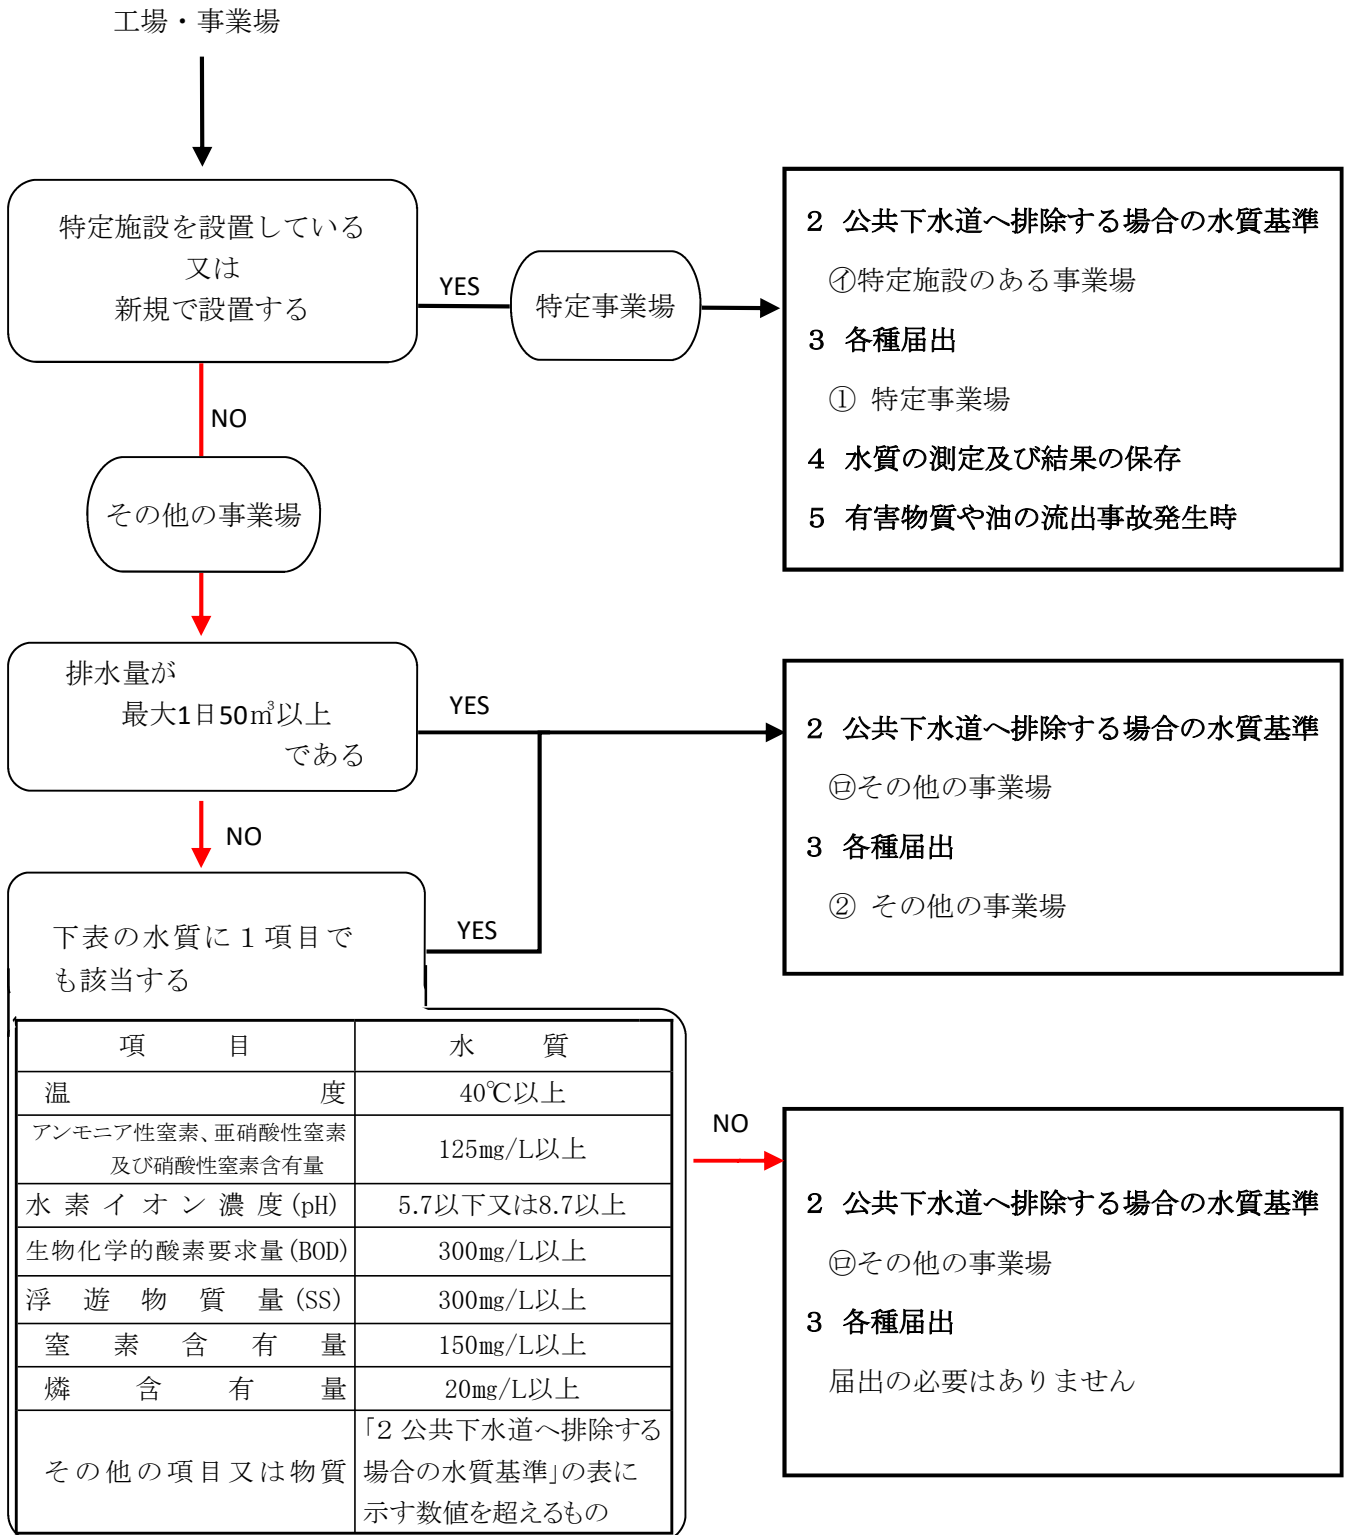 工場・事業場
特定施設を設置している
又は
新規で設置する
YES
特定事業場
2 公共下水道へ排除する場合の水質基準
㋑特定施設のある事業場
3 各種届出
① 特定事業場
4 水質の測定及び結果の保存
5 有害物質や油の流出事故発生時
NO
その他の事業場
排水量が
最大1日50㎥以上
である
YES
2 公共下水道へ排除する場合の水質基準
㋺その他の事業場
3 各種届出
② その他の事業場
NO
下表の水質に1項目で
も該当する
YES
項 目 水 質
温 度 40℃以上
アンモニア性窒素、亜硝酸性窒素
及び硝酸性窒素含有量 125mg/L以上
水素イオン濃度(pH) 5.7以下又は8.7以上
生物化学的酸素要求量(BOD) 300mg/L以上
浮遊物質量(SS) 300mg/L以上
窒素含有量 150mg/L以上
燐含有量 20mg/L以上
その他の項目又は物質 「2 公共下水道へ排除する
場合の水質基準」の表に
示す数値を超えるもの
NO
2 公共下水道へ排除する場合の水質基準
㋺その他の事業場
3 各種届出
届出の必要はありません